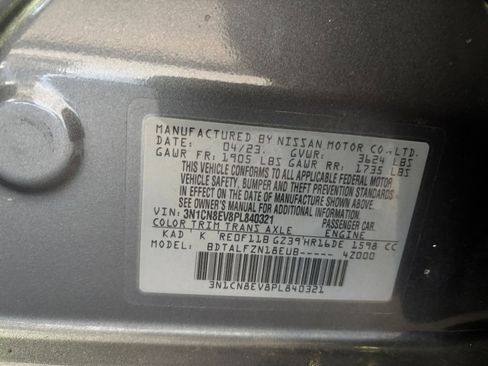 MANUFACTURED BY NISSAN MOTOR CO., LTD.
DATE: 04/23. GVWR: 3624 LBS
GAWR FR: 1905 LBS GAWR RR: 1735 LBS
THIS VEHICLE CONFORMS TO ALL APPLICABLE FEDERAL MOTOR
VEHICLE SAFETY, BUMPER AND THEFT PREVENTION STANDARDS
IN EFFECT ON THE DATE OF MANUFACTURE SHOWN ABOVE.
SEE OWNER'S MANUAL FOR ADDITIONAL INFORMATION.
VIN: 3N1CN8EV8PL840321 PASSENGER CAR.
COLOR TRIM TRANS AXLE ENGINE
KAD K RE0F11B GZ39 HR16DE 1598 CC
MODEL: BDTALFZN18EUB----- 4Z000
3N1CN8EV8PL840321